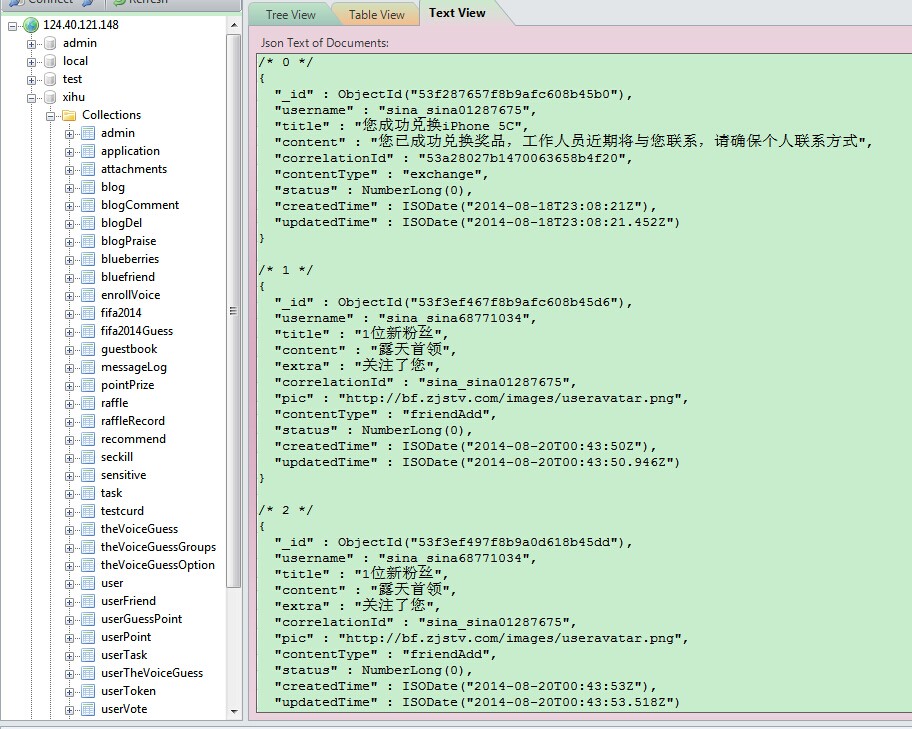 Connect
Refresh
124.40.121.148
admin
local
test
xihu
Collections
admin
application
attachments
blog
blogComment
blogDel
blogPraise
blueberries
bluefriend
enrollVoice
fifa2014
fifa2014Guess
guestbook
messageLog
pointPrize
raffle
raffleRecord
recommend
seckill
sensitive
task
testcurd
theVoiceGuess
theVoiceGuessGroups
theVoiceGuessOption
user
userFriend
userGuessPoint
userPoint
userTask
userTheVoiceGuess
userToken
userVote
Tree View
Table View
Text View
Json Text of Documents:
/* 0 */
{
"_id" : ObjectId("53f287657f8b9afc608b45b0"),
"username" : "sina_sina01287675",
"title" : "您成功兑换iPhone 5C",
"content" : "您已成功兑换奖品，工作人员近期将与您联系，请确保个人联系方式",
"correlationId" : "53a28027b1470063658b4f20",
"contentType" : "exchange",
"status" : NumberLong(0),
"createdTime" : ISODate("2014-08-18T23:08:21Z"),
"updatedTime" : ISODate("2014-08-18T23:08:21.452Z")
}
/* 1 */
{
"_id" : ObjectId("53f3ef467f8b9afc608b45d6"),
"username" : "sina_sina68771034",
"title" : "1位新粉丝",
"content" : "露天首领",
"extra" : "关注了您",
"correlationId" : "sina_sina01287675",
"pic" : "http://bf.zjstv.com/images/useravatar.png",
"contentType" : "friendAdd",
"status" : NumberLong(0),
"createdTime" : ISODate("2014-08-20T00:43:50Z"),
"updatedTime" : ISODate("2014-08-20T00:43:50.946Z")
}
/* 2 */
{
"_id" : ObjectId("53f3ef497f8b9a0d618b45dd"),
"username" : "sina_sina68771034",
"title" : "1位新粉丝",
"content" : "露天首领",
"extra" : "关注了您",
"correlationId" : "sina_sina01287675",
"pic" : "http://bf.zjstv.com/images/useravatar.png",
"contentType" : "friendAdd",
"status" : NumberLong(0),
"createdTime" : ISODate("2014-08-20T00:43:53Z"),
"updatedTime" : ISODate("2014-08-20T00:43:53.518Z")